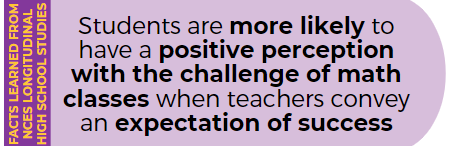 FACTS LEARNED FROM
NCES LONGITUDINAL
HIGH SCHOOL STUDIES
Students are more likely to
have a positive perception
with the challenge of math
classes when teachers convey
an expectation of success